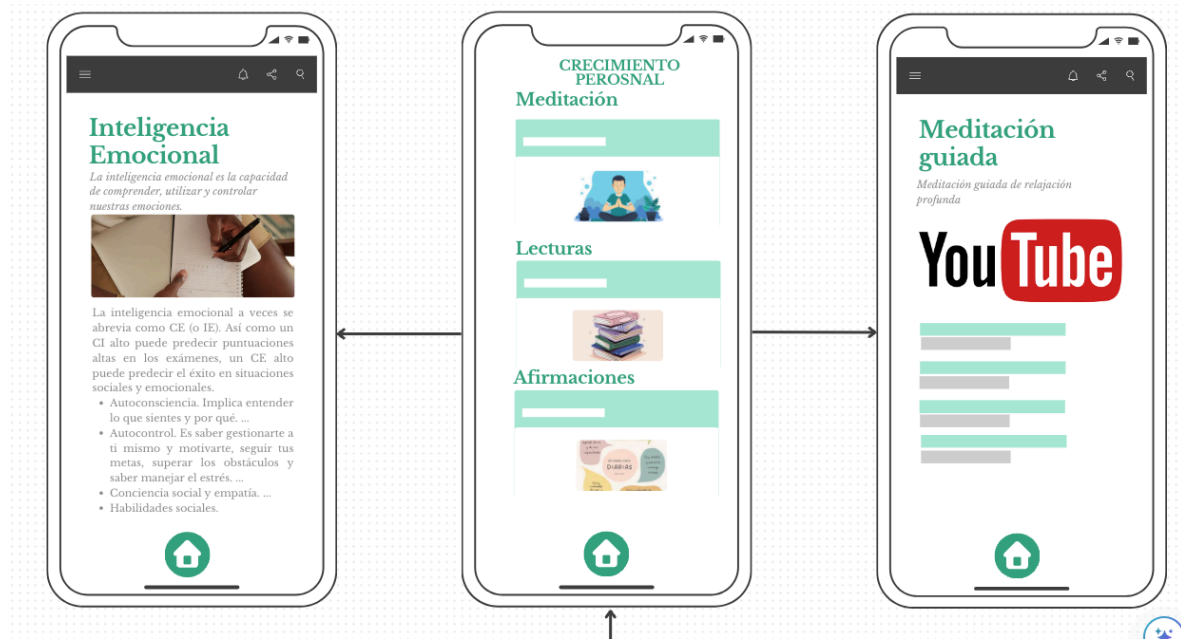 Inteligencia
Emocional
La inteligencia emocional es la capacidad
de comprender, utilizar y controlar
nuestras emociones.
La inteligencia emocional a veces se
abrevia como CE (o IE). Así como un
CI alto puede predecir puntuaciones
altas en los exámenes, un CE alto
puede predecir el éxito en situaciones
sociales y emocionales.
• Autoconsciencia. Implica entender
lo que sientes y por qué. ...
• Autocontrol. Es saber gestionarte a
ti mismo y motivarte, seguir tus
metas, superar los obstáculos y
saber manejar el estrés. ...
• Conciencia social y empatía. ...
• Habilidades sociales.
CRECIMIENTO
PEROSNAL
Meditación
Lecturas
Afirmaciones
DIARIAS
Meditación
guiada
Meditación guiada de relajación
profunda
YouTube